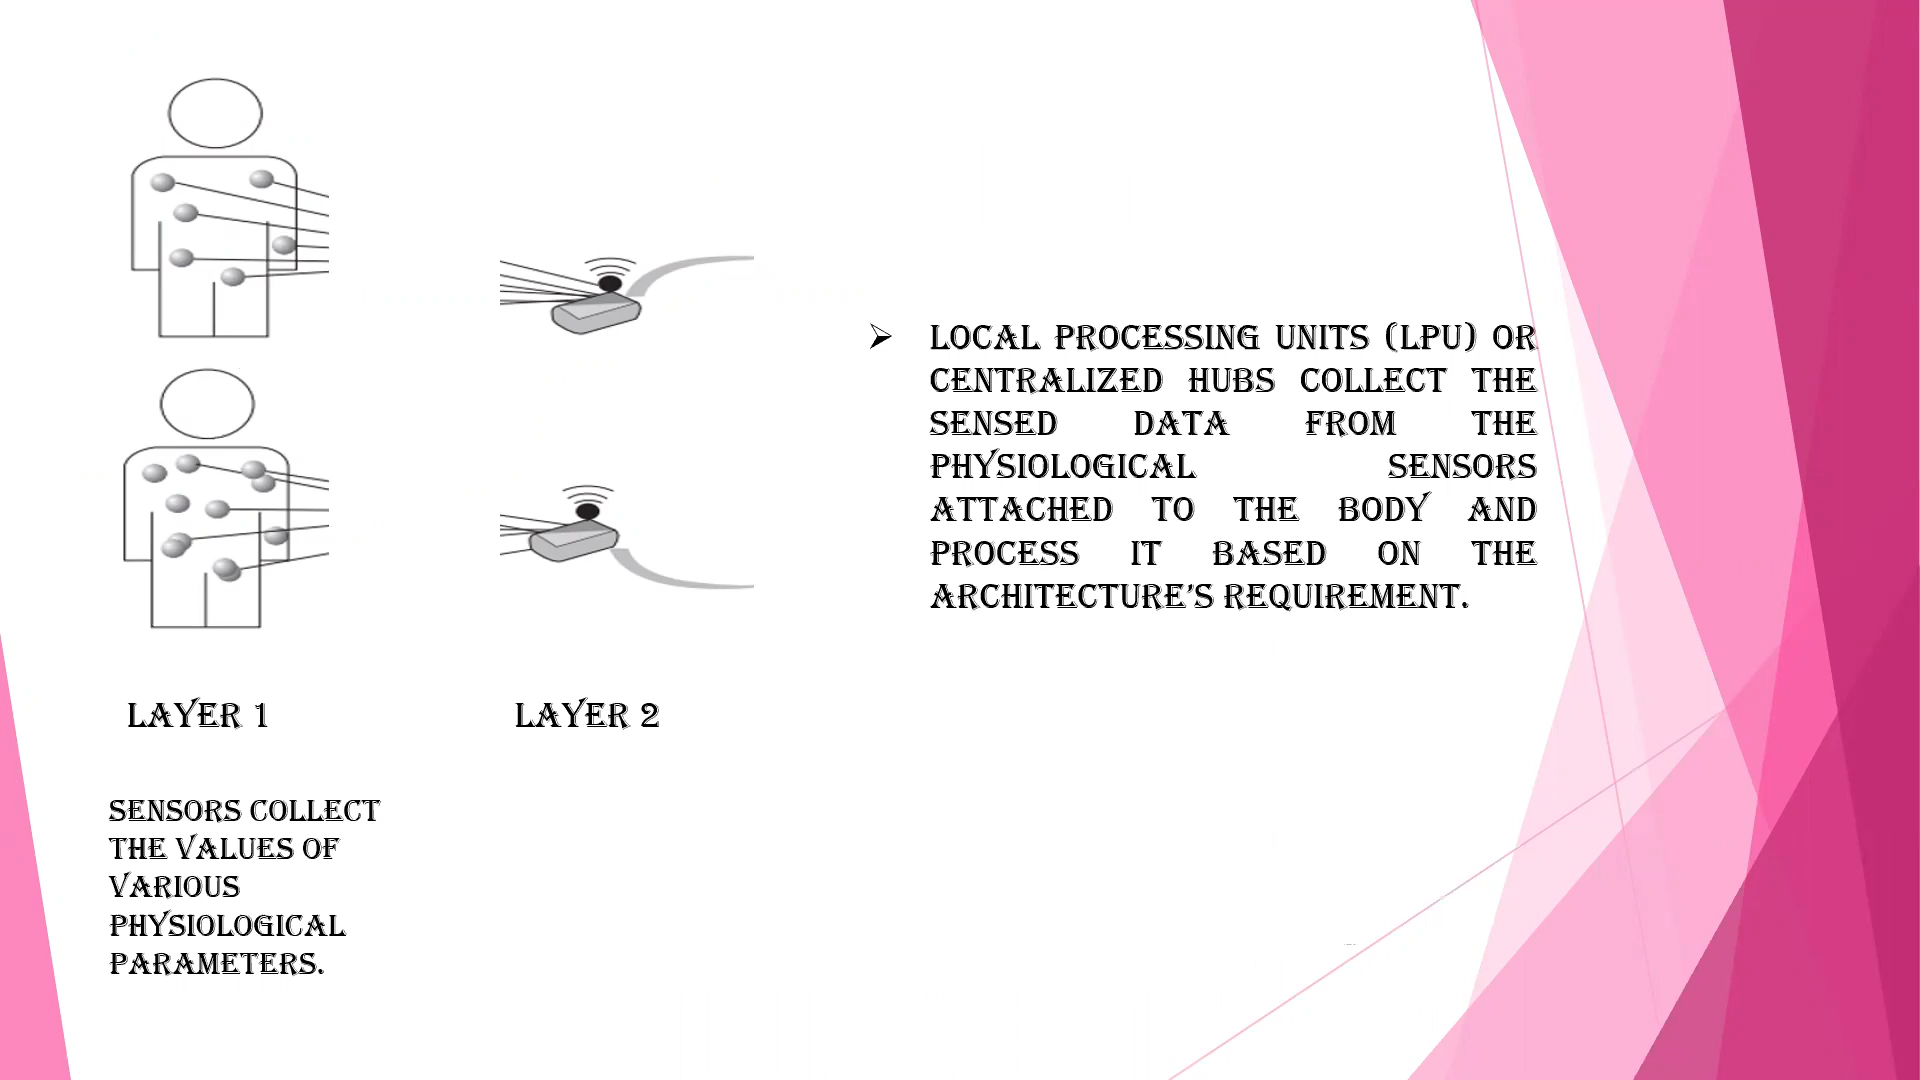 LOCAL PROCESSING UNITS (LPU) OR
CENTRALIZED HUBS COLLECT THE
SENSED DATA FROM THE
PHYSIOLOGICAL SENSORS
ATTACHED TO THE BODY AND
PROCESS IT BASED ON THE
ARCHITECTURE’S REQUIREMENT.
LAYER 1
LAYER 2
SENSORS COLLECT
THE VALUES OF
VARIOUS
PHYSIOLOGICAL
PARAMETERS.